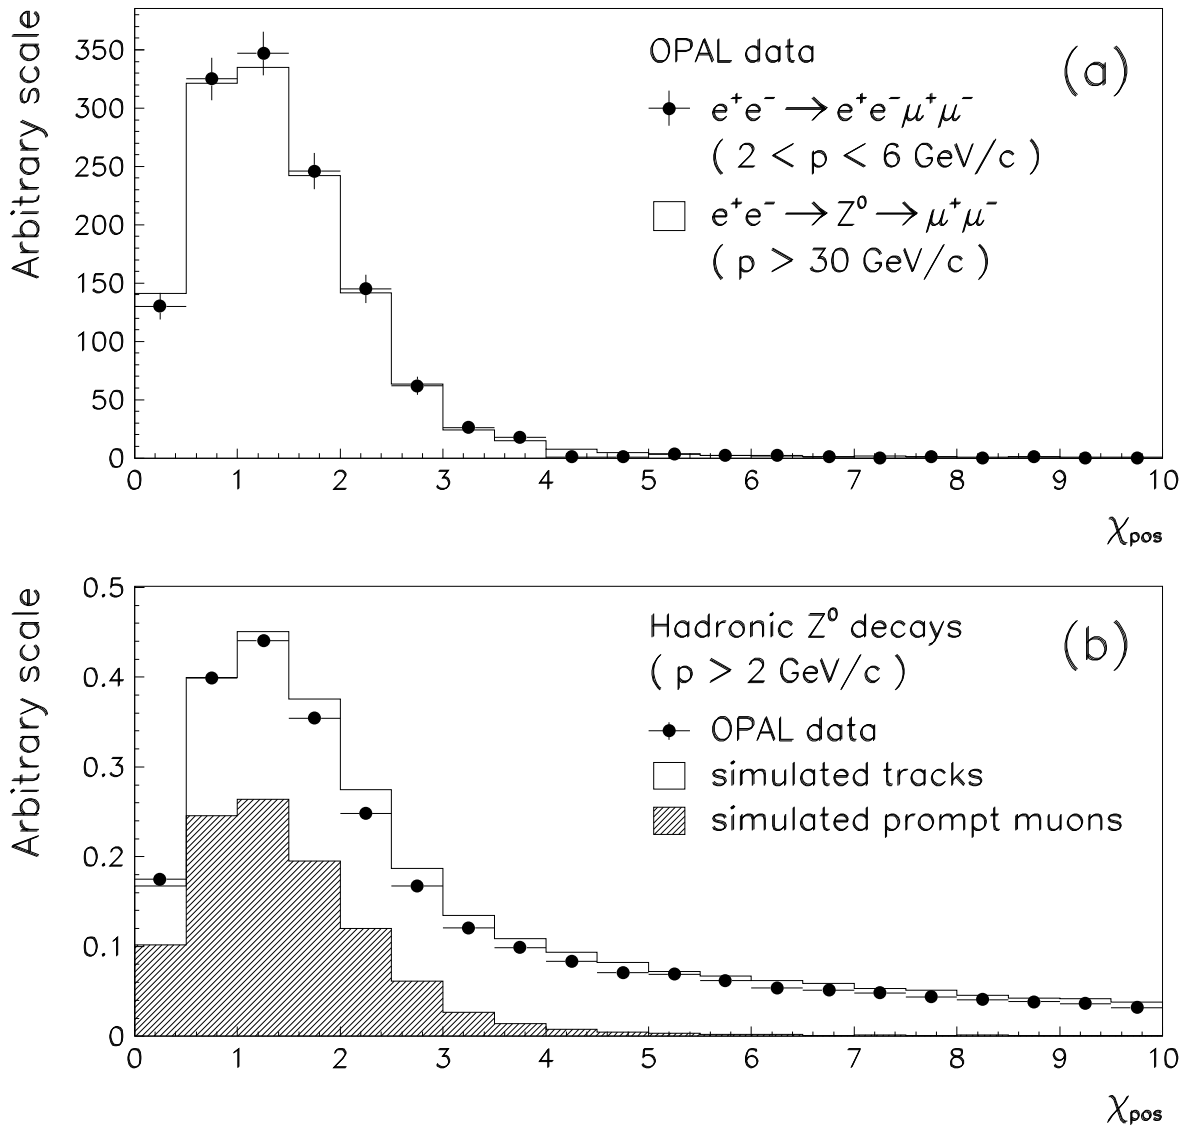 Arbitrary scale
350
300
250
200
150
100
50
0
OPAL data
(a)
e⁺e⁻ → e⁺e⁻μ⁺μ⁻
( 2 < p < 6 GeV/c )
e⁺e⁻ → Z⁰ → μ⁺μ⁻
( p > 30 GeV/c )
0 1 2 3 4 5 6 7 8 9 10
χpos
Arbitrary scale
0.5
0.4
0.3
0.2
0.1
0
Hadronic Z⁰ decays
(b)
( p > 2 GeV/c )
OPAL data
simulated tracks
simulated prompt muons
0 1 2 3 4 5 6 7 8 9 10
χpos